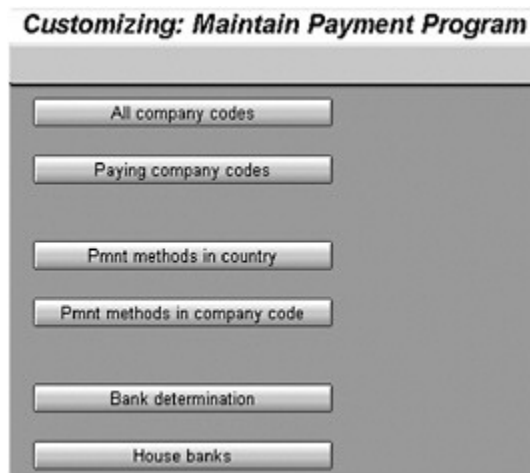 Customizing: Maintain Payment Program
All company codes
Paying company codes
Pmnt methods in country
Pmnt methods in company code
Bank determination
House banks